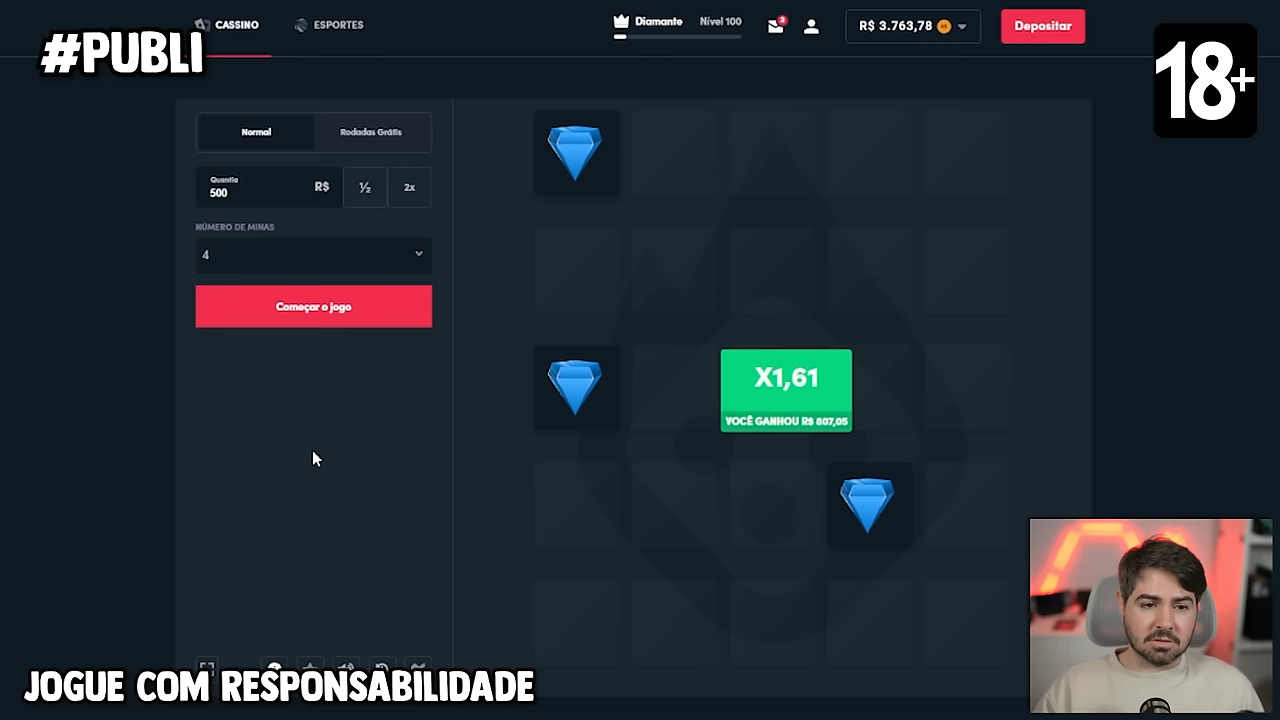 CASSINO
ESPORTES
Diamante
Nível 100
3
R$ 3.763,78
Depositar
#PUBLI
18+
Normal
Rodadas Grátis
Quantia
500
R$
½
2x
NÚMERO DE MINAS
4
Começar o jogo
X1,61
VOCÊ GANHOU R$ 807,05
JOGUE COM RESPONSABILIDADE